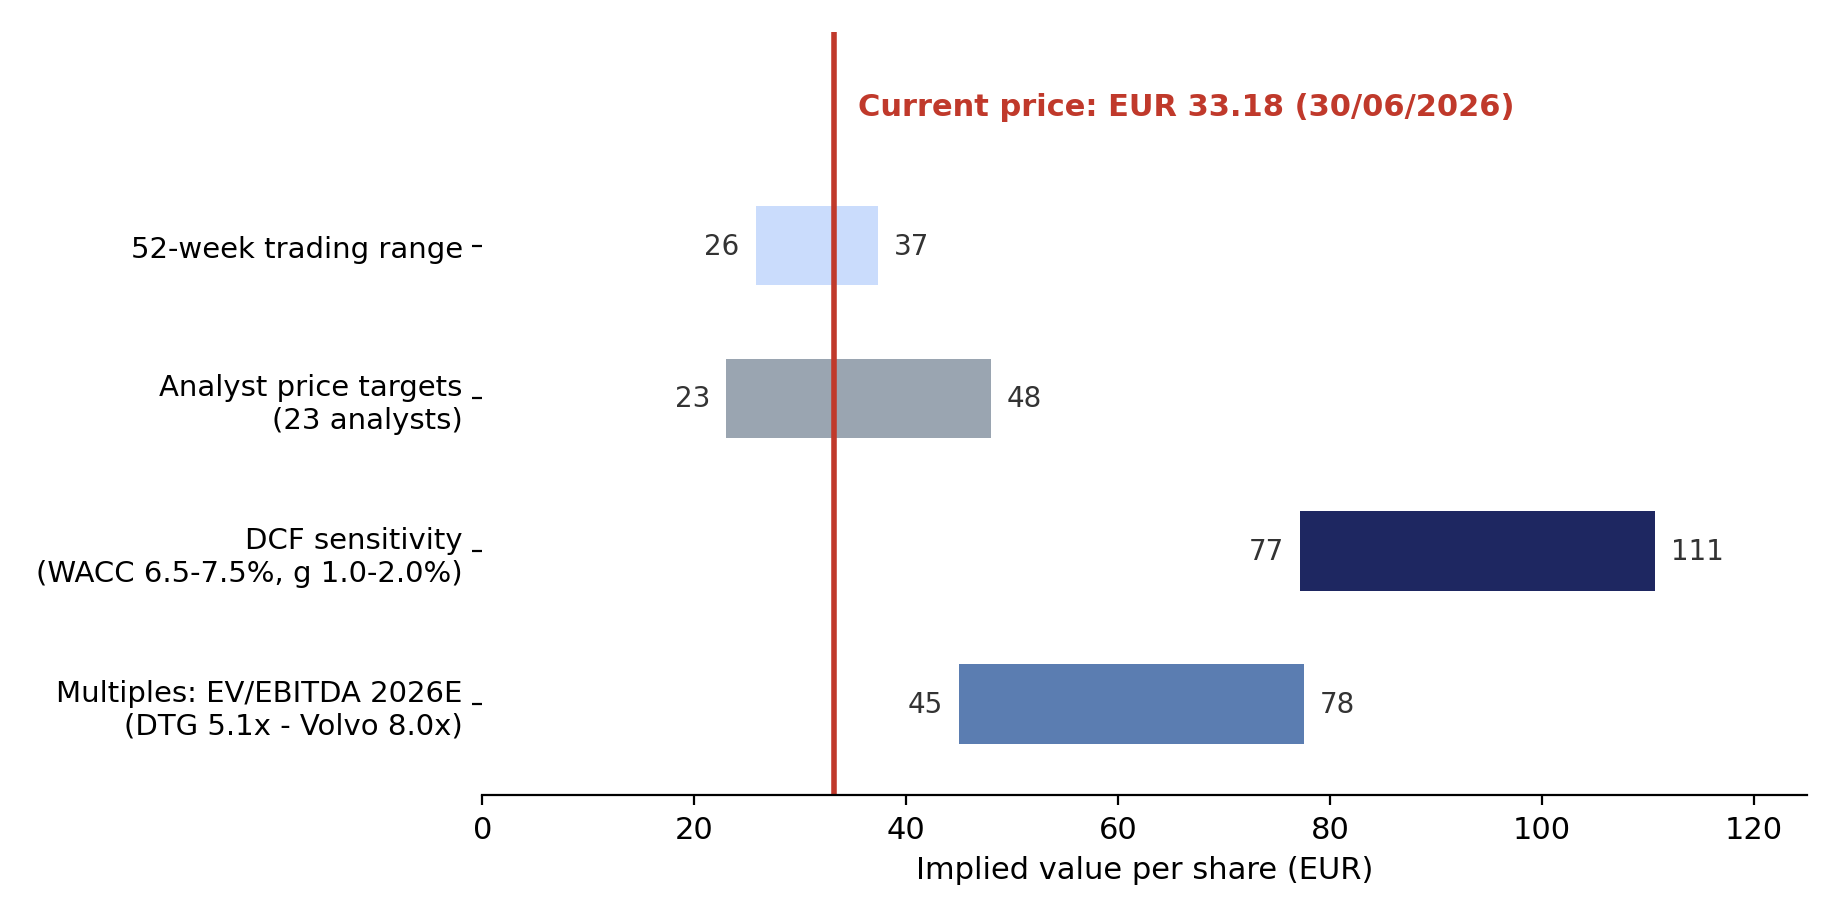 Current price: EUR 33.18 (30/06/2026)
52-week trading range
26
37
Analyst price targets
(23 analysts)
23
48
DCF sensitivity
(WACC 6.5-7.5%, g 1.0-2.0%)
77
111
Multiples: EV/EBITDA 2026E
(DTG 5.1x - Volvo 8.0x)
45
78
0 20 40 60 80 100 120
Implied value per share (EUR)